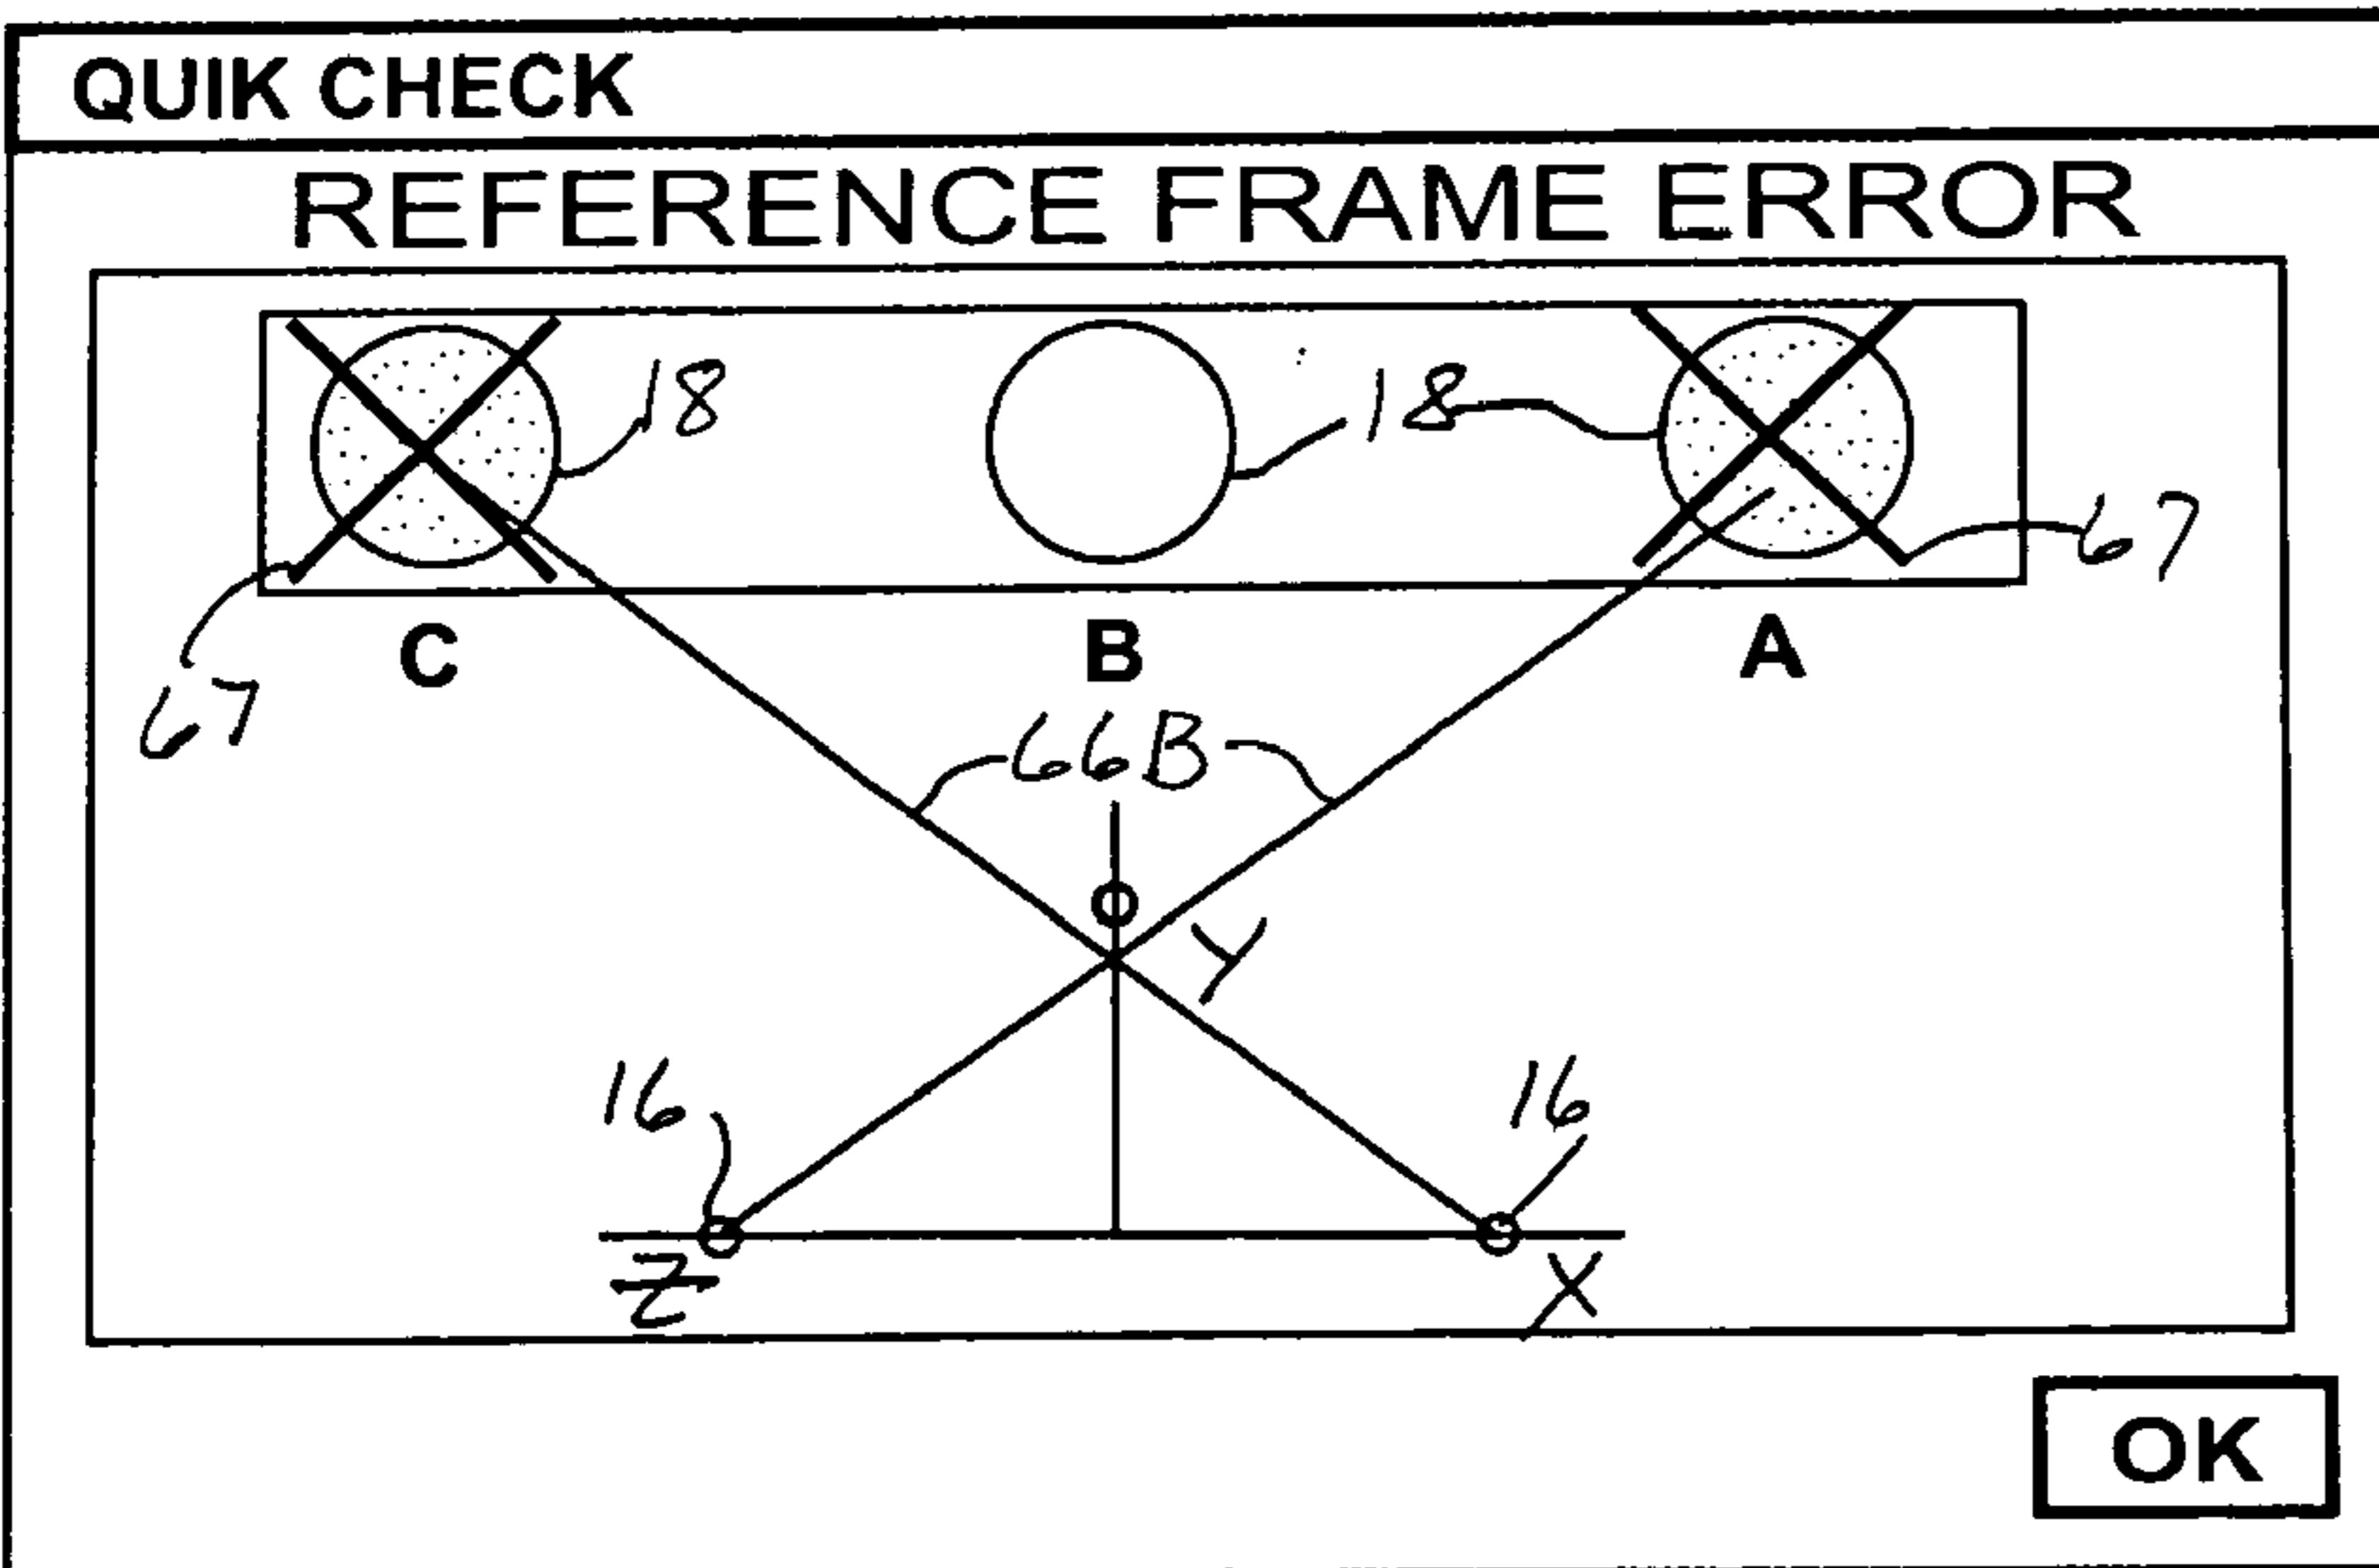 QUIK CHECK
REFERENCE FRAME ERROR
18
18
67
C B A
67
66B
Y
16 16
Z X
OK